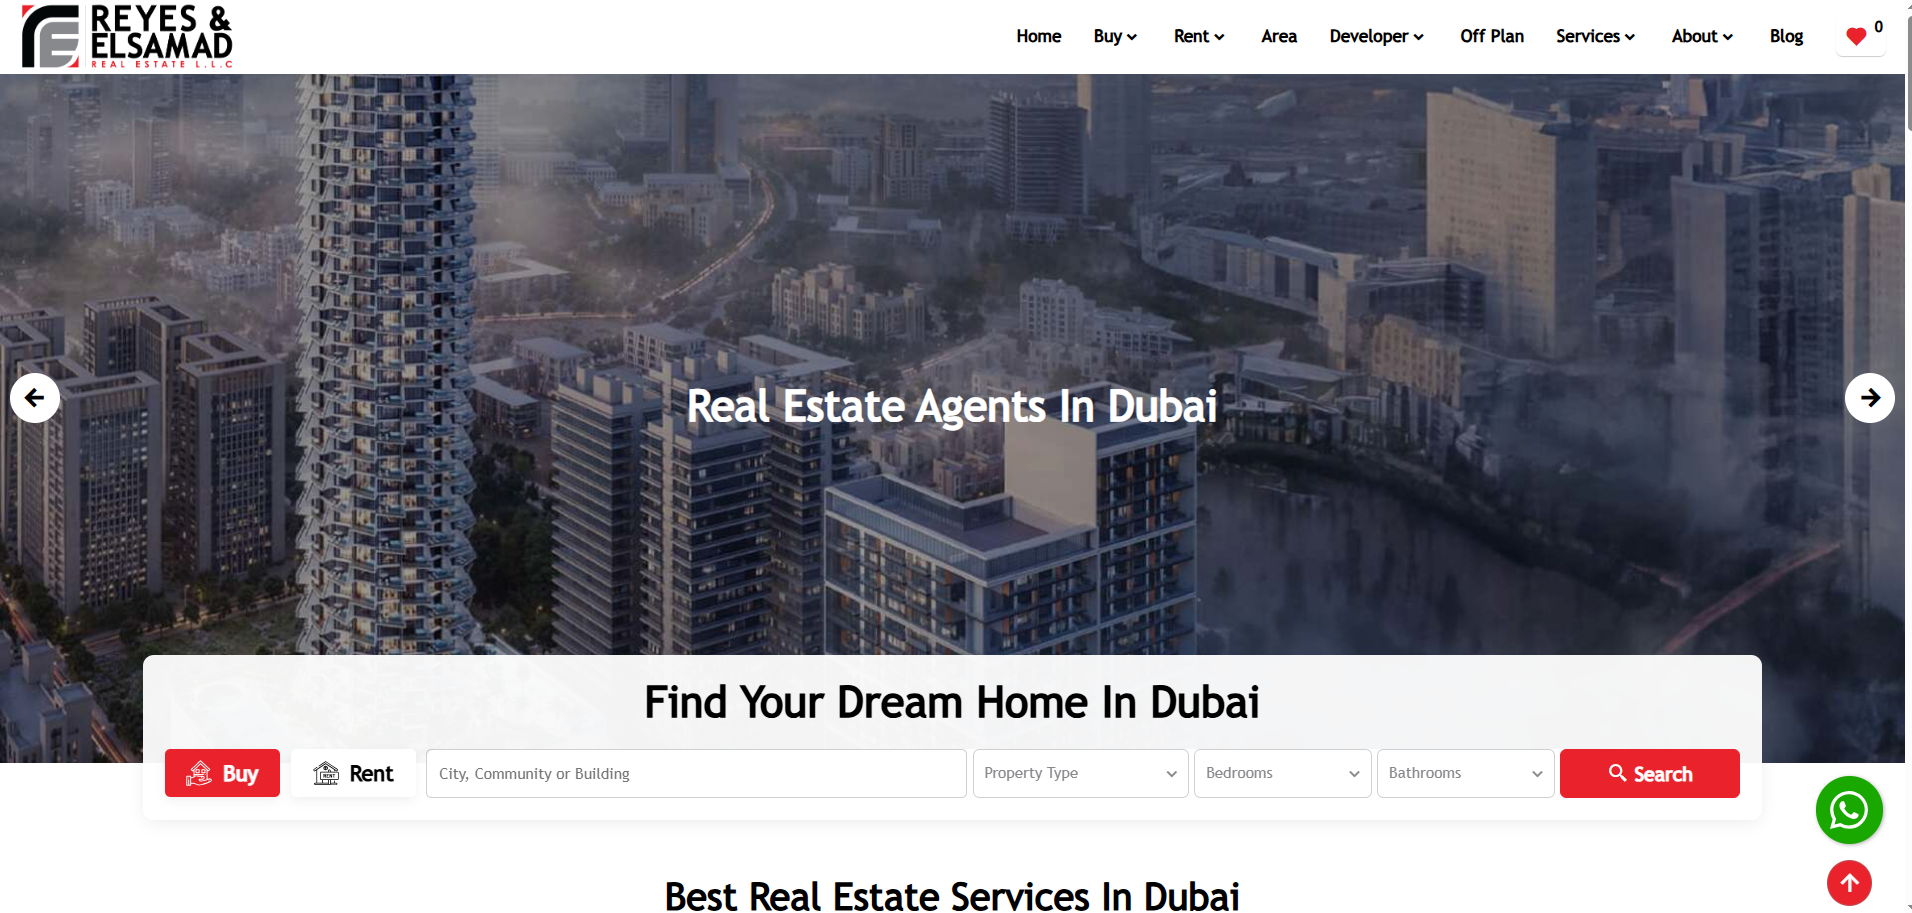 REYES &
ELSAMAD
REAL ESTATE L.L.C
Home Buy Rent Area Developer Off Plan Services About Blog 0
Real Estate Agents In Dubai
Find Your Dream Home In Dubai
Buy RENT Rent City, Community or Building Property Type Bedrooms Bathrooms Search
Best Real Estate Services In Dubai